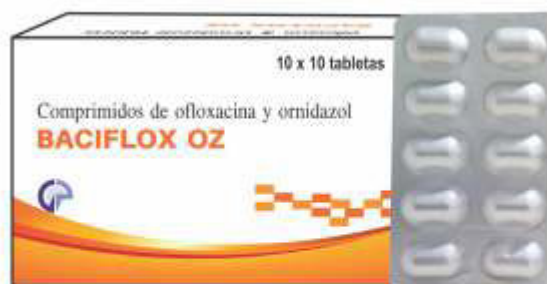 10 x 10 tabletas
Comprimidos de ofloxacina y ornidazol
BACIFLOX OZ